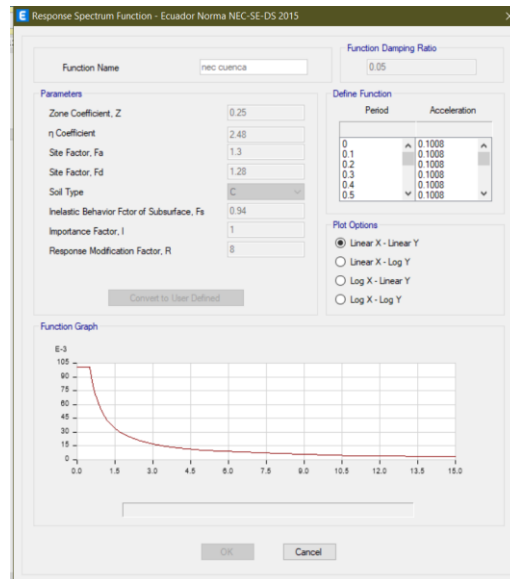 E Response Spectrum Function - Ecuador Norma NEC-SE-DS 2015
Function Name
nec cuenca
Function Damping Ratio
0.05
Parameters
Zone Coefficient, Z
0.25
η Coefficient
2.48
Site Factor, Fa
1.3
Site Factor, Fd
1.28
Soil Type
C
Inelastic Behavior Fctor of Subsurface, Fs
0.94
Importance Factor, I
1
Response Modification Factor, R
8
Convert to User Defined
Define Function
Period Acceleration
0 0.1008
0.1 0.1008
0.2 0.1008
0.3 0.1008
0.4 0.1008
0.5 0.1008
Plot Options
Linear X - Linear Y
Linear X - Log Y
Log X - Linear Y
Log X - Log Y
Function Graph
E-3
105
90
75
60
45
30
15
0
0.0 1.5 3.0 4.5 6.0 7.5 9.0 10.5 12.0 13.5 15.0
OK Cancel